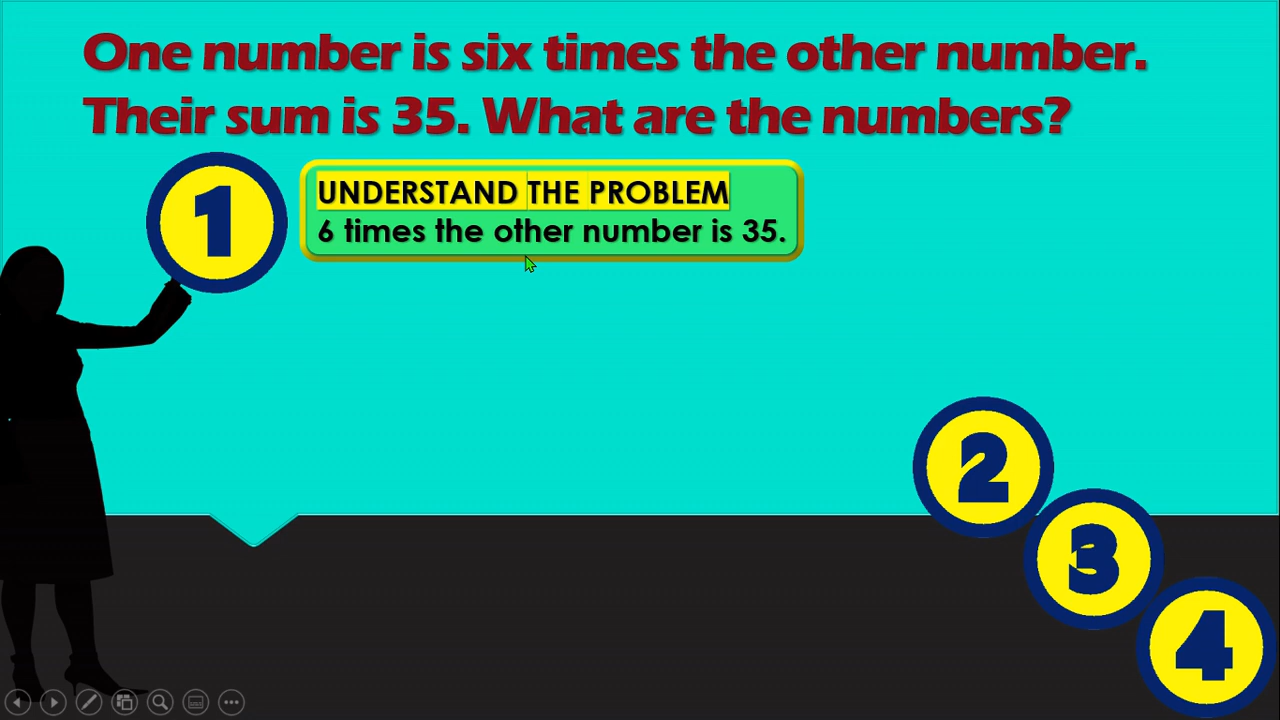 One number is six times the other number.
Their sum is 35. What are the numbers?
1
UNDERSTAND THE PROBLEM
6 times the other number is 35.
2
3
4